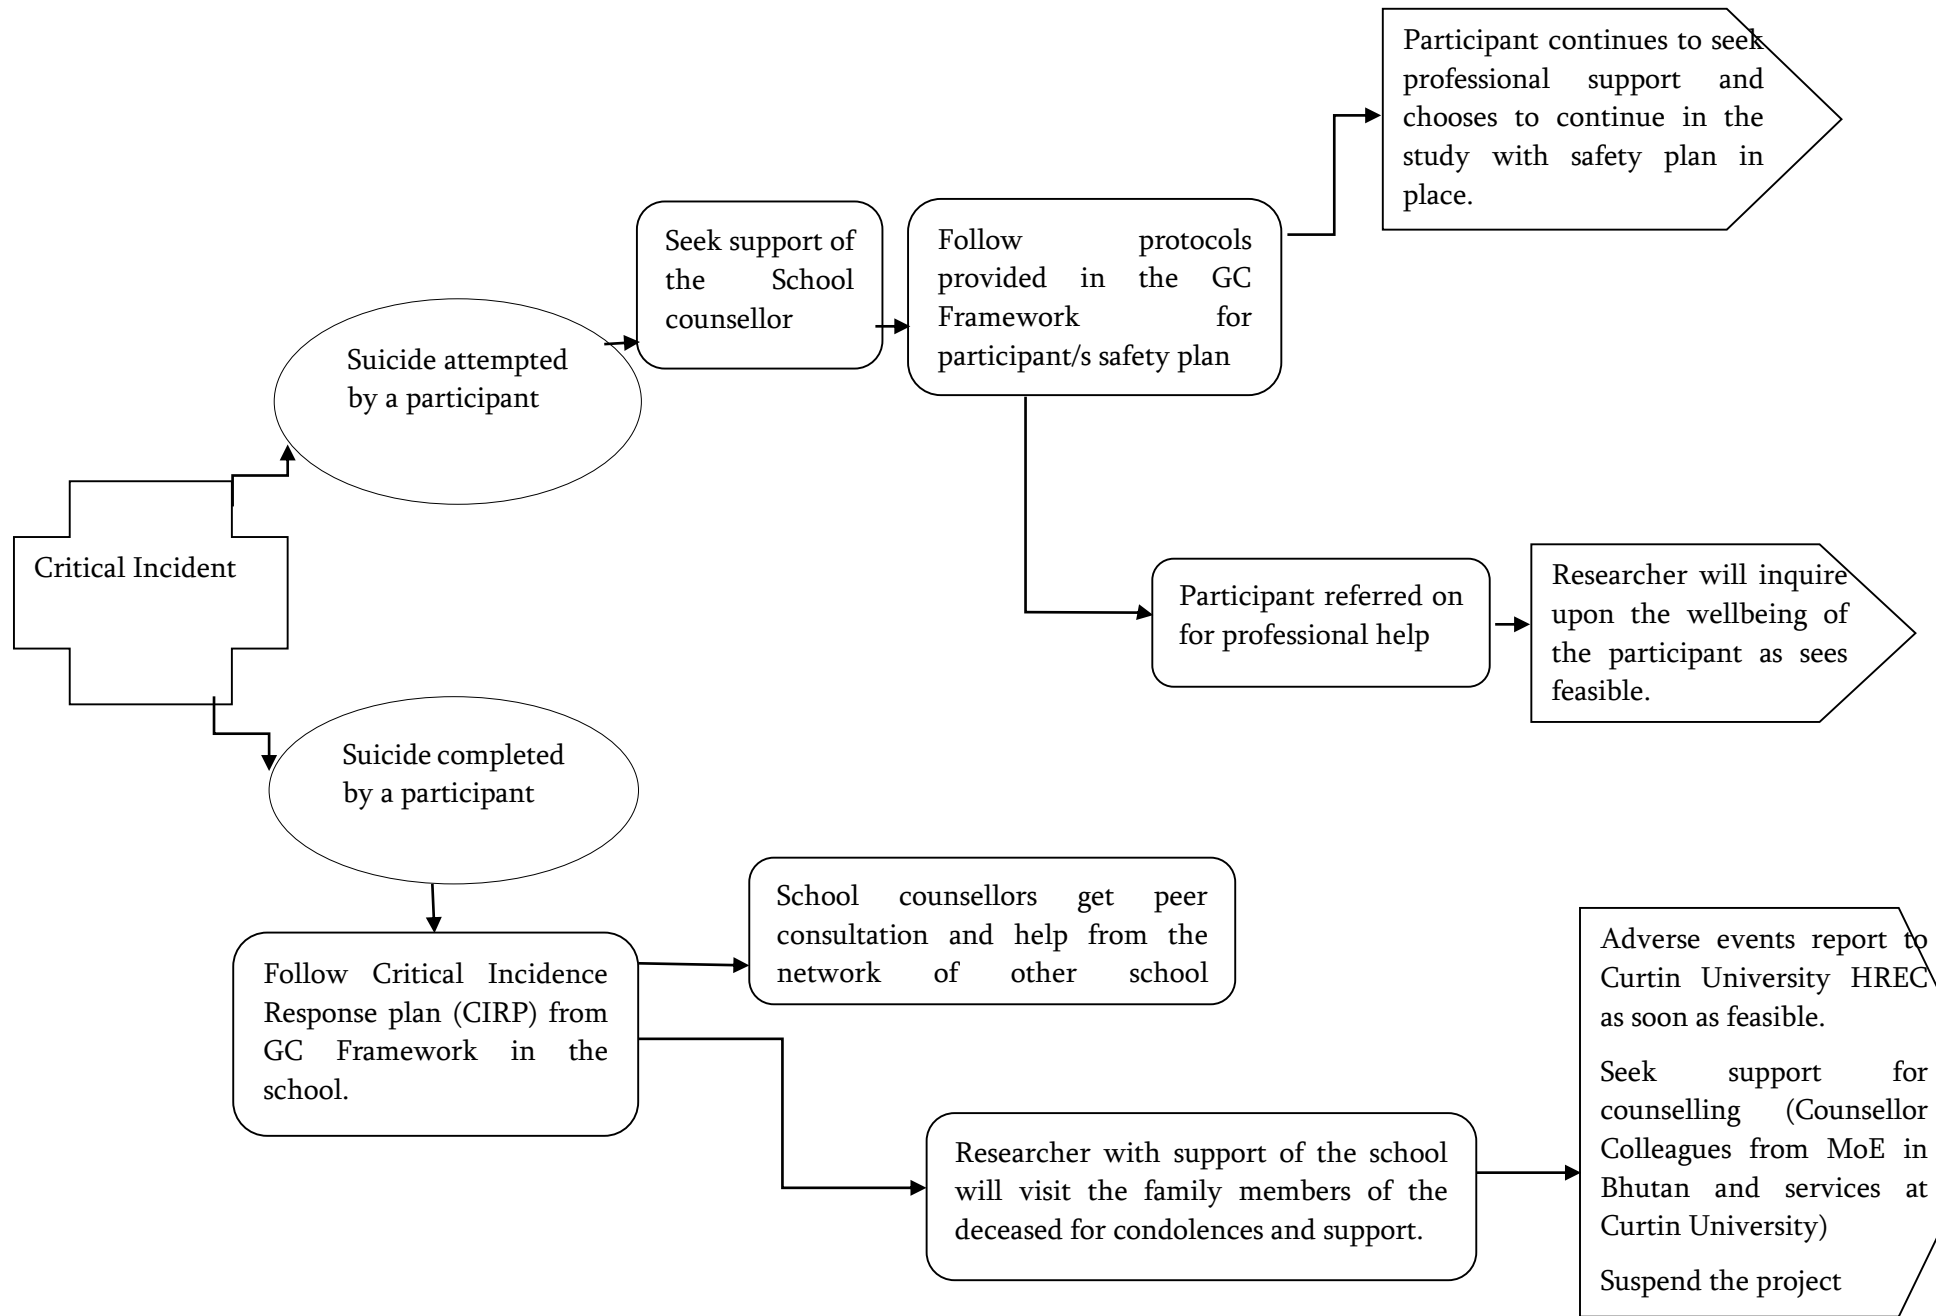 Participant continues to seek
professional support and
chooses to continue in the
study with safety plan in
place.
Seek support of
the School
counsellor
Follow protocols
provided in the GC
Framework for
participant/s safety plan
Suicide attempted
by a participant
Critical Incident
Participant referred on
for professional help
Researcher will inquire
upon the wellbeing of
the participant as sees
feasible.
Suicide completed
by a participant
School counsellors get peer
consultation and help from the
network of other school
Follow Critical Incidence
Response plan (CIRP) from
GC Framework in the
school.
Researcher with support of the school
will visit the family members of the
deceased for condolences and support.
Adverse events report to
Curtin University HREC
as soon as feasible.
Seek support for
counselling (Counsellor
Colleagues from MoE in
Bhutan and services at
Curtin University)
Suspend the project